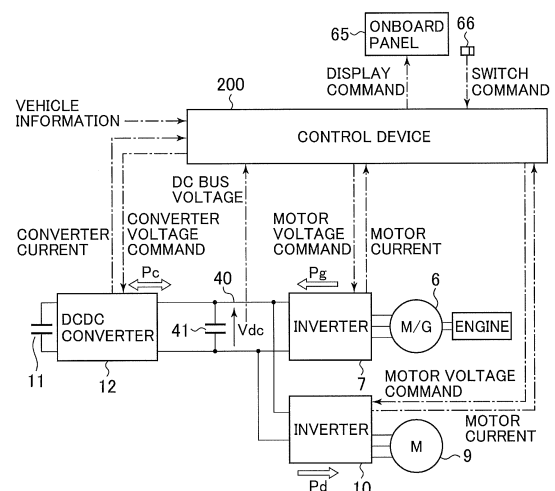 65
ONBOARD
PANEL
66
DISPLAY
COMMAND
SWITCH
COMMAND
200
VEHICLE
INFORMATION
CONTROL DEVICE
DC BUS
VOLTAGE
CONVERTER
CURRENT
CONVERTER
VOLTAGE
COMMAND
MOTOR
VOLTAGE
COMMAND
MOTOR
CURRENT
Pc
40
Pg
6
DCDC
CONVERTER
41
Vdc
INVERTER
M/G
ENGINE
11
12
7
MOTOR VOLTAGE
COMMAND
INVERTER
MOTOR
CURRENT
M
Pd
10
9